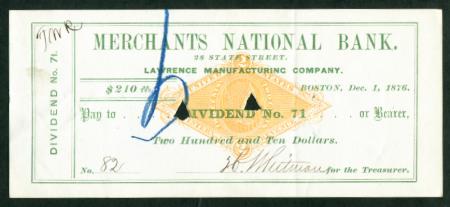 MERCHANTS NATIONAL BANK.
28 STATE STREET.
LAWRENCE MANUFACTURING COMPANY.
$210 BOSTON, Dec. 1, 1876.
Pay to DIVIDEND No. 71 or Bearer,
Two Hundred and Ten Dollars.
No. 82 Whitman for the Treasurer.
DIVIDEND No. 71.